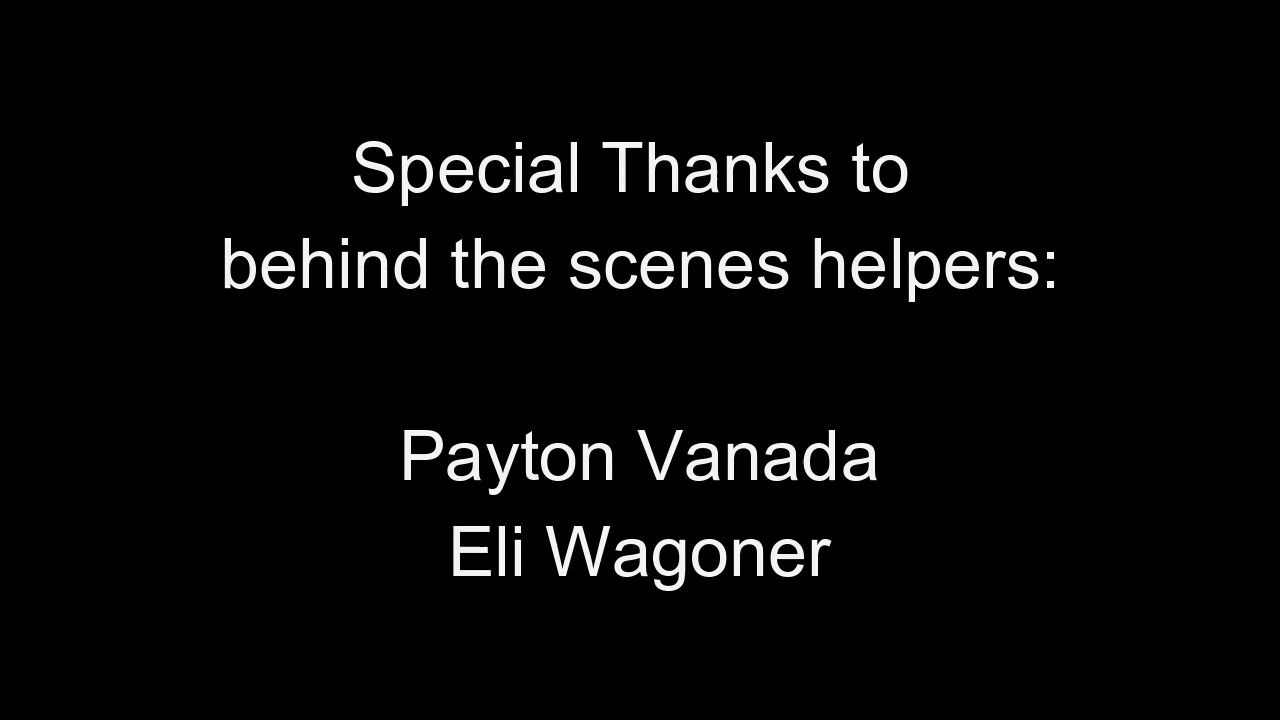 Special Thanks to
behind the scenes helpers:
Payton Vanada
Eli Wagoner